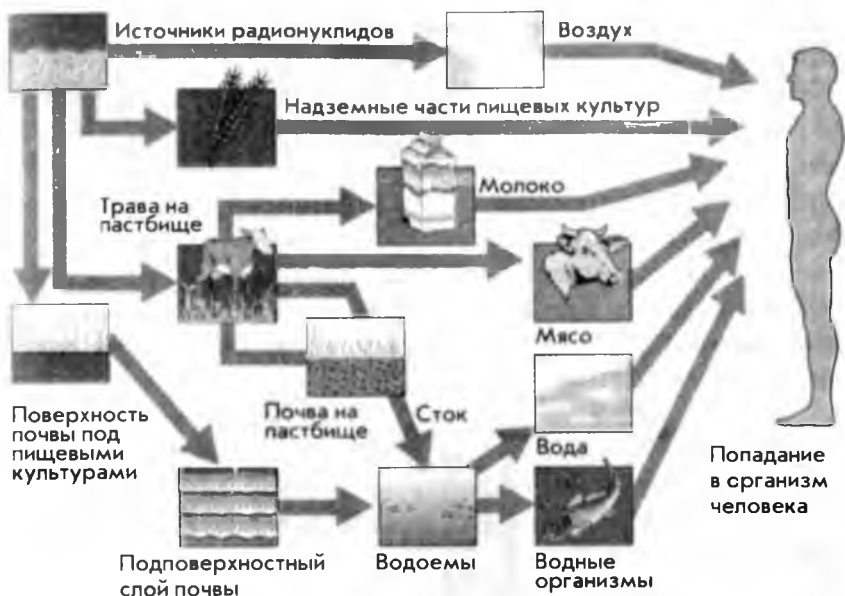 Источники радионуклидов
Воздух
Надземные части пищевых культур
Молоко
Трава на
пастбище
Мясо
Поверхность
почвы под
пищевыми
культурами
Почва на
пастбище
Сток
Вода
Попадание
в организм
человека
Подповерхностный
слой почвы
Водоемы
Водные
организмы